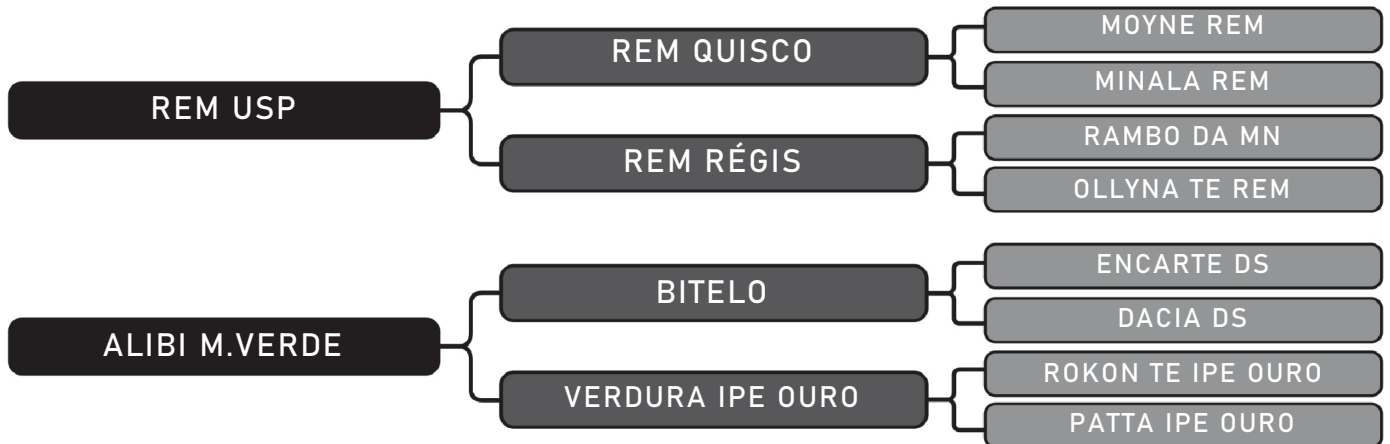 REM USP
REM QUISCO
MOYNE REM
MINALA REM
REM RÉGIS
RAMBO DA MN
OLLYNA TE REM
ALIBI M.VERDE
BITELO
ENCARTE DS
DACIA DS
VERDURA IPE OURO
ROKON TE IPE OURO
PATTA IPE OURO